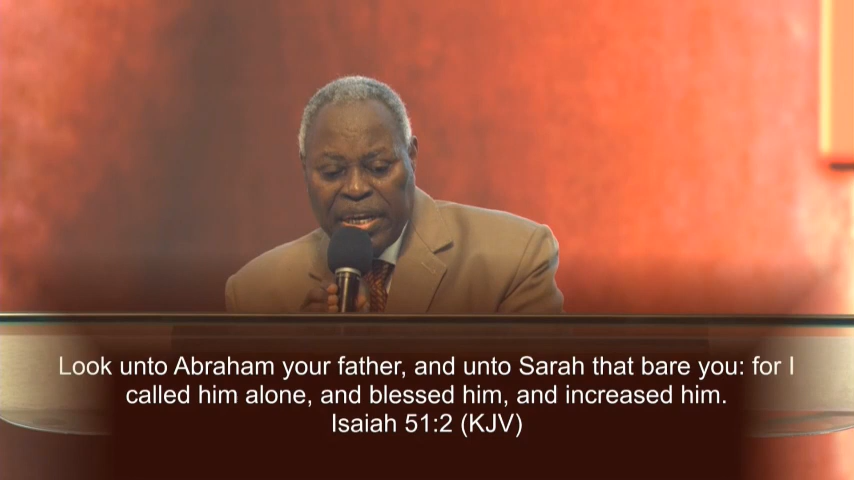 Look unto Abraham your father, and unto Sarah that bare you: for I
called him alone, and blessed him, and increased him.
Isaiah 51:2 (KJV)